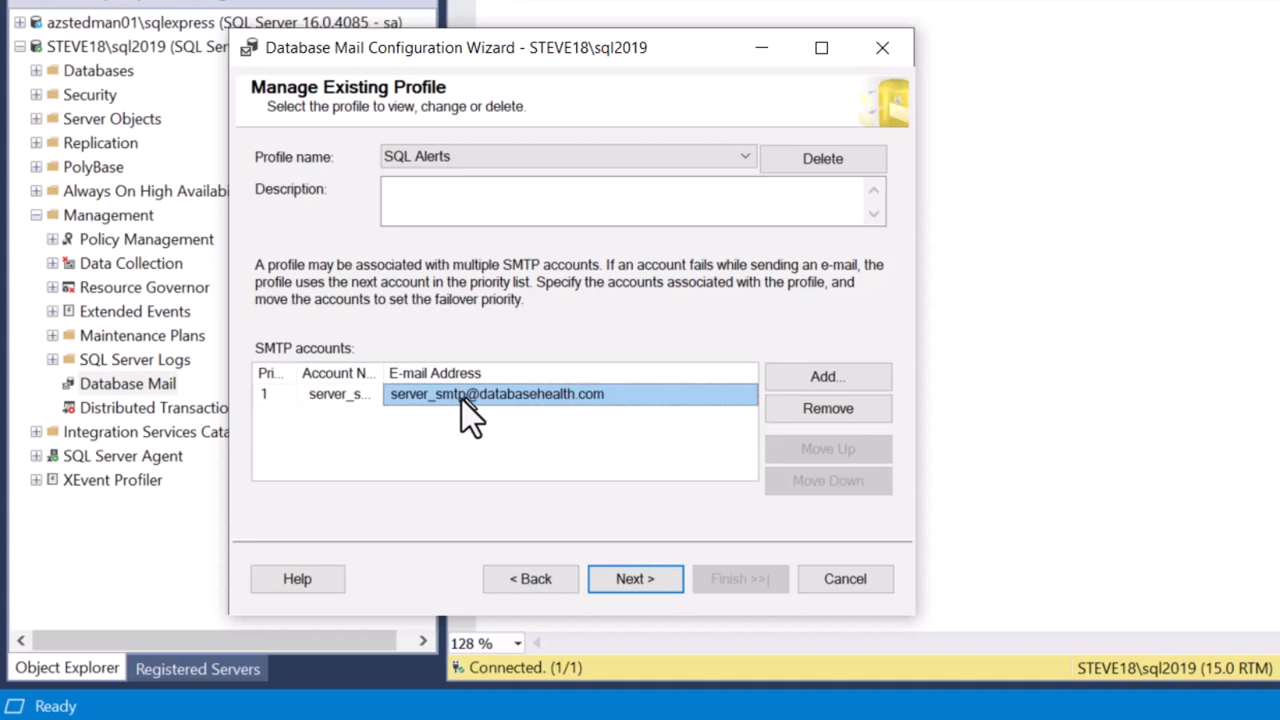 azstedman01\sqlexpress (SQL Server 16.0.4085 - sa)
STEVE18\sql2019 (SQL Ser
Databases
Security
Server Objects
Replication
PolyBase
Always On High Availabi
Management
Policy Management
Data Collection
Resource Governor
Extended Events
Maintenance Plans
SQL Server Logs
Database Mail
Distributed Transactio
Integration Services Cata
SQL Server Agent
XEvent Profiler
Object Explorer
Registered Servers
Database Mail Configuration Wizard - STEVE18\sql2019
Manage Existing Profile
Select the profile to view, change or delete.
Profile name:
SQL Alerts
Delete
Description:
A profile may be associated with multiple SMTP accounts. If an account fails while sending an e-mail, the
profile uses the next account in the priority list. Specify the accounts associated with the profile, and
move the accounts to set the failover priority.
SMTP accounts:
Pri... Account N... E-mail Address
1 server_s... server_smtp@databasehealth.com
Add...
Remove
Move Up
Move Down
Help
< Back
Next >
Finish >>|
Cancel
128 %
Connected. (1/1)
STEVE18\sql2019 (15.0 RTM)
Ready